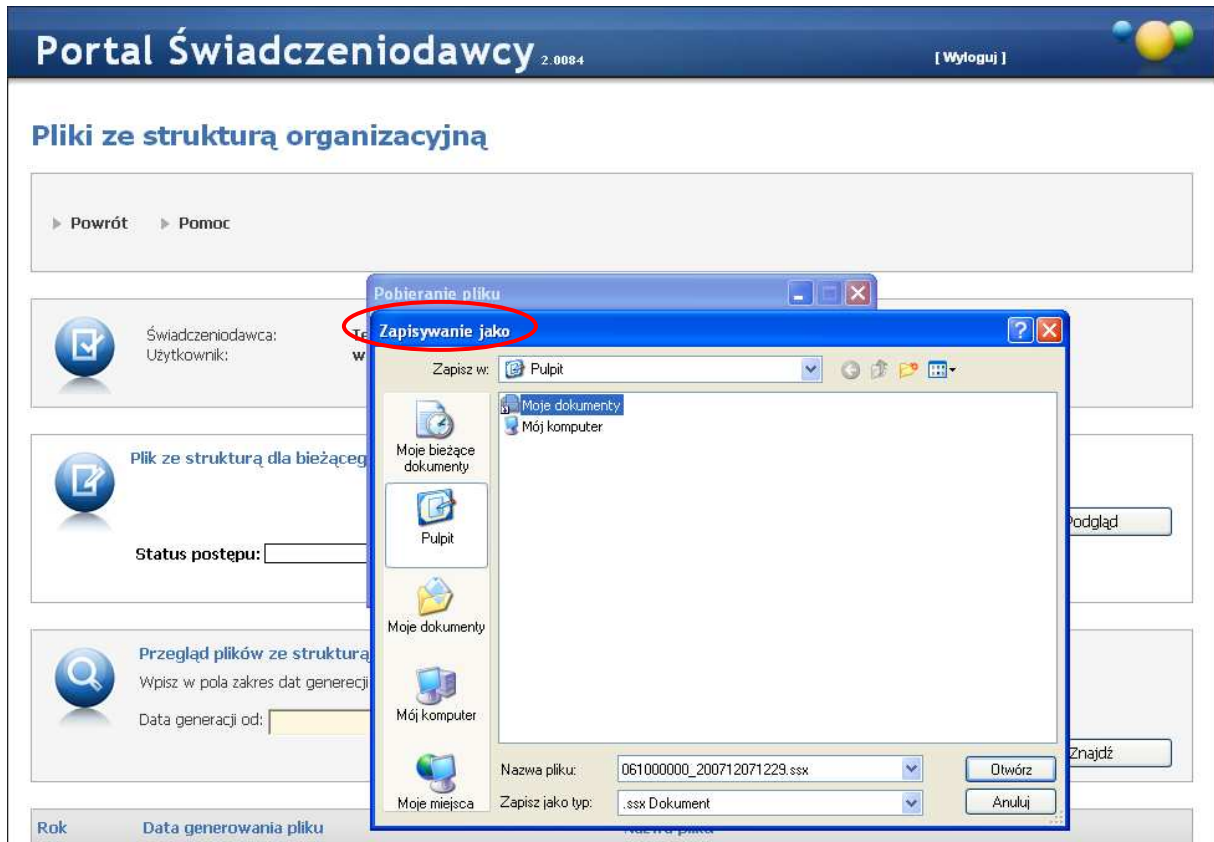 Portal Świadczeniodawcy 2.0084
[ Wyloguj ]
Pliki ze strukturą organizacyjną
Powrót Pomoc
Pobieranie pliku
Świadczeniodawca:
Użytkownik:
Zapisywanie jako
Zapisz w: Pulpit
Moje dokumenty
Mój komputer
Moje bieżące
dokumenty
Pulpit
Moje dokumenty
Mój komputer
Moje miejsca
Nazwa pliku: 061000000_200712071229.ssx Otwórz
Zapisz jako typ: .ssx Dokument Anuluj
Plik ze strukturą dla bieżąceg
Podgląd
Status postępu:
Przegląd plików ze strukturą
Wpisz w pola zakres dat generecji
Data generacji od:
Znajdź
Rok Data generowania pliku